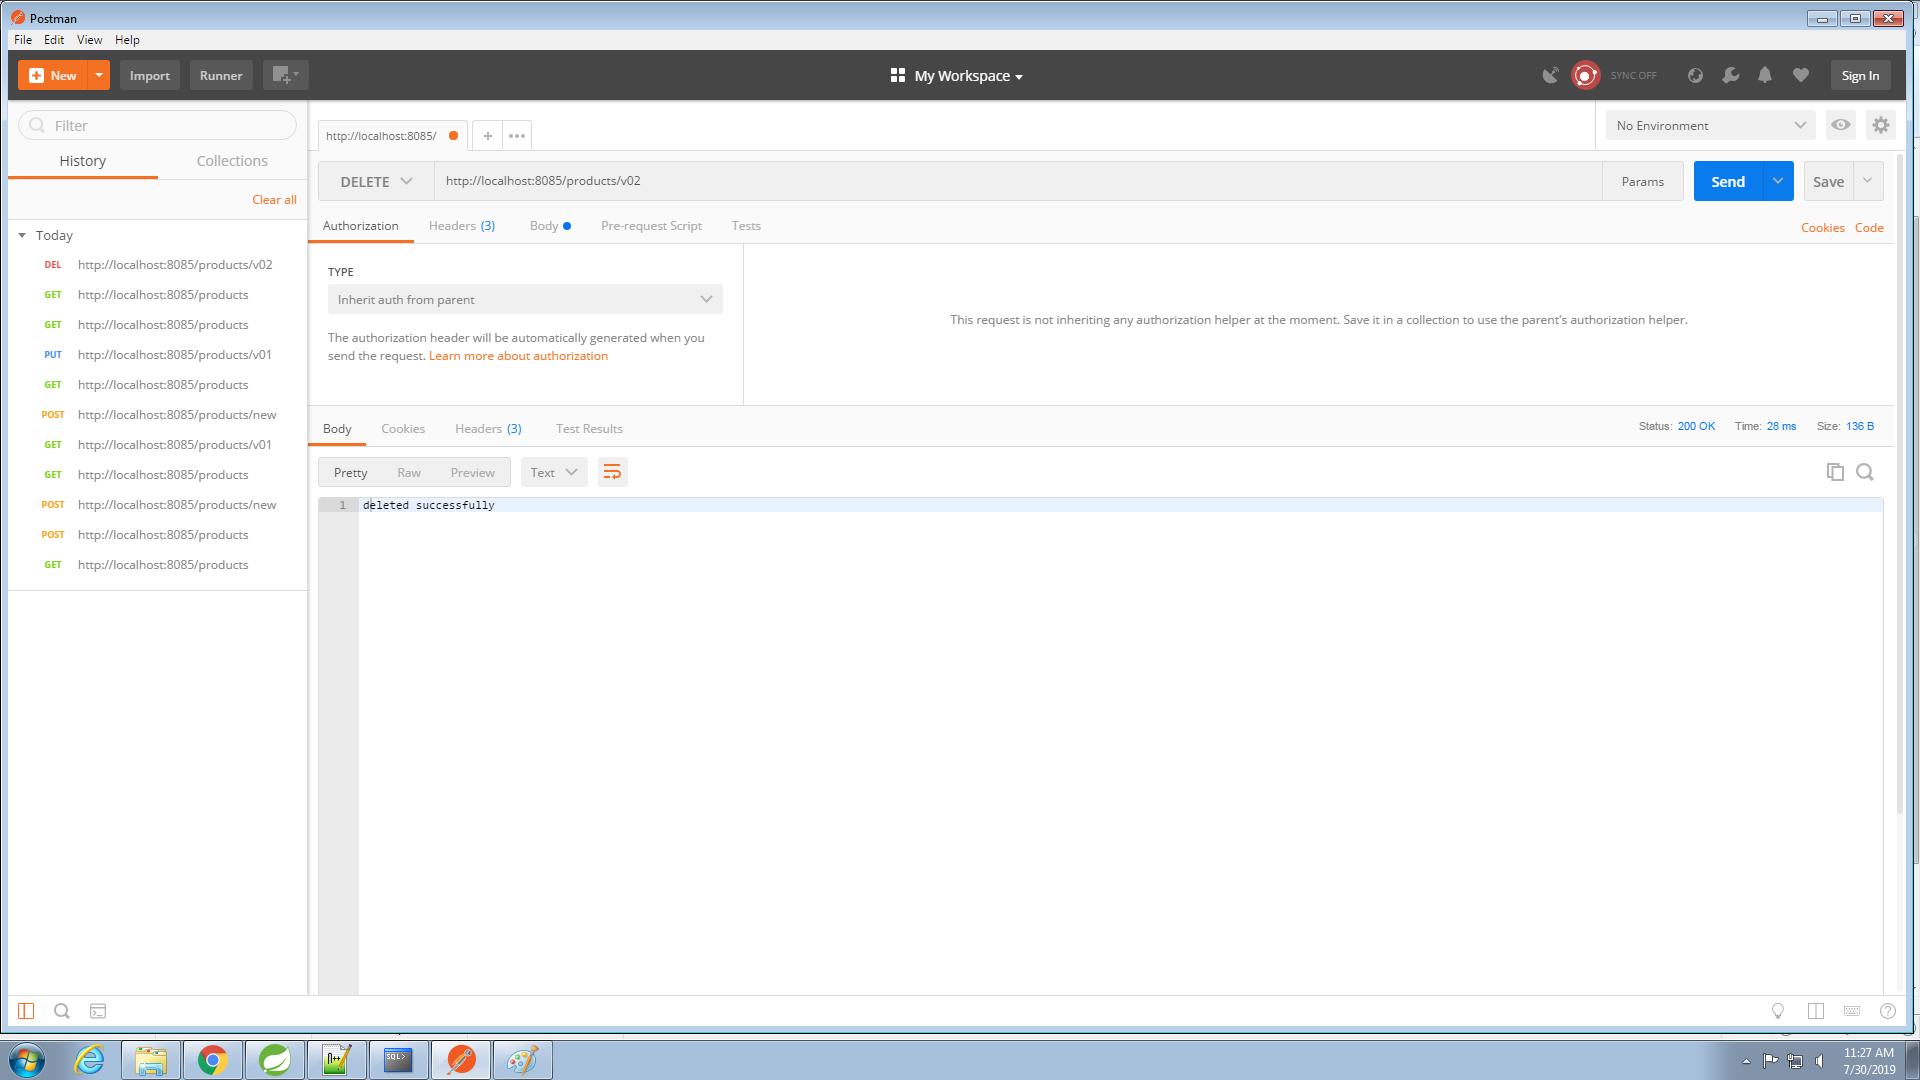 Postman
File Edit View Help
New Import Runner My Workspace SYNC OFF Sign In
Filter
History Collections
Clear all
Today
DEL http://localhost:8085/products/v02
GET http://localhost:8085/products
GET http://localhost:8085/products
PUT http://localhost:8085/products/v01
GET http://localhost:8085/products
POST http://localhost:8085/products/new
GET http://localhost:8085/products/v01
GET http://localhost:8085/products
POST http://localhost:8085/products/new
POST http://localhost:8085/products
GET http://localhost:8085/products
http://localhost:8085/ No Environment
DELETE http://localhost:8085/products/v02 Params Send Save
Authorization Headers (3) Body Pre-request Script Tests Cookies Code
TYPE
Inherit auth from parent
The authorization header will be automatically generated when you
send the request. Learn more about authorization
This request is not inheriting any authorization helper at the moment. Save it in a collection to use the parent's authorization helper.
Body Cookies Headers (3) Test Results Status: 200 OK Time: 28 ms Size: 136 B
Pretty Raw Preview Text
1 deleted successfully
SQL>
11:27 AM
7/30/2019